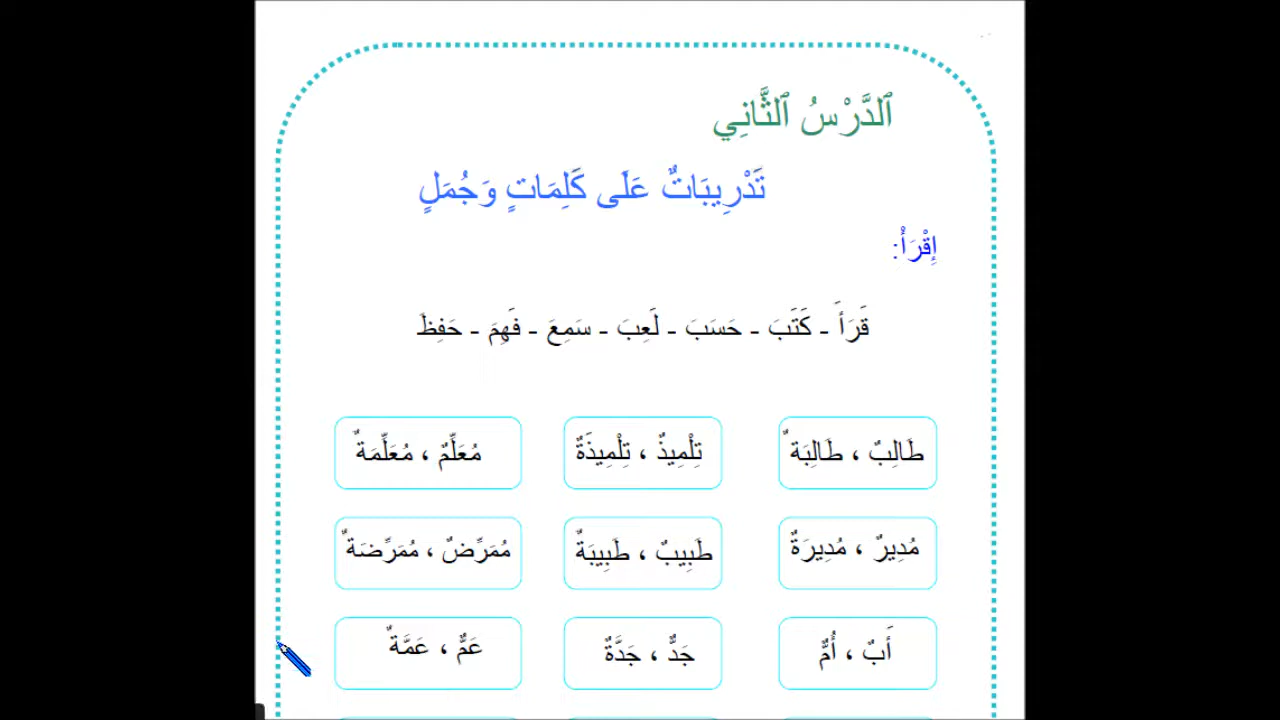 ٱلدَّرْسُ ٱلثَّانِي
تَدْرِيبَاتٌ عَلَى كَلِمَاتٍ وَجُمَلٍ
إِقْرَأْ:
قَرَأَ - كَتَبَ - حَسَبَ - لَعِبَ - سَمِعَ - فَهِمَ - حَفِظَ
طَالِبٌ ، طَالِبَةٌ
تِلْمِيذٌ ، تِلْمِيذَةٌ
مُعَلِّمٌ ، مُعَلِّمَةٌ
مُدِيرٌ ، مُدِيرَةٌ
طَبِيبٌ ، طَبِيبَةٌ
مُمَرِّضٌ ، مُمَرِّضَةٌ
أَبٌ ، أُمٌّ
جَدٌّ ، جَدَّةٌ
عَمٌّ ، عَمَّةٌ